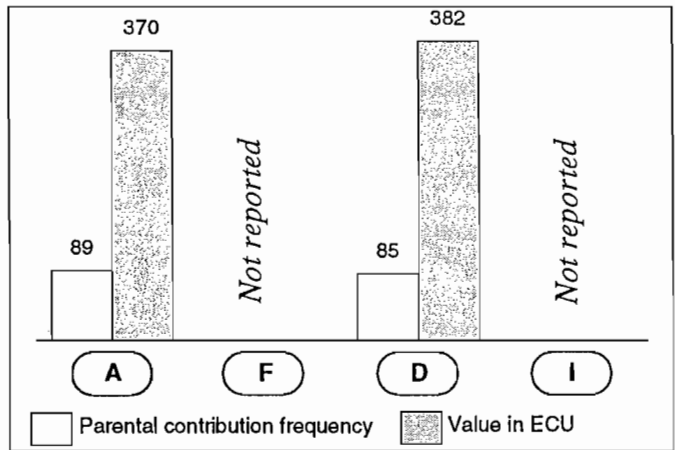 370
382
89
85
Not reported
Not reported
A
F
D
I
Parental contribution frequency
Value in ECU